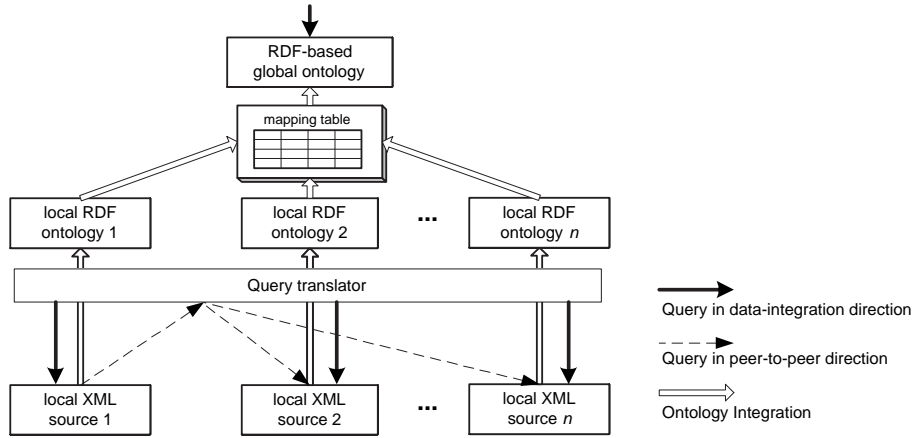 RDF-based
global ontology
mapping table
local RDF
ontology 1
local RDF
ontology 2
...
local RDF
ontology n
Query translator
Query in data-integration direction
Query in peer-to-peer direction
Ontology Integration
local XML
source 1
local XML
source 2
...
local XML
source n